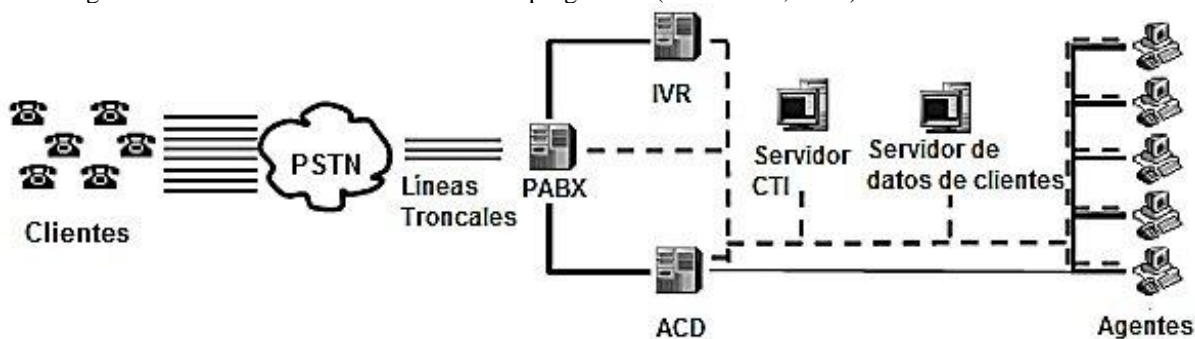 IVR
PSTN
Líneas
Troncales
PABX
Servidor
CTI
Servidor de
datos de clientes
Clientes
ACD
Agentes